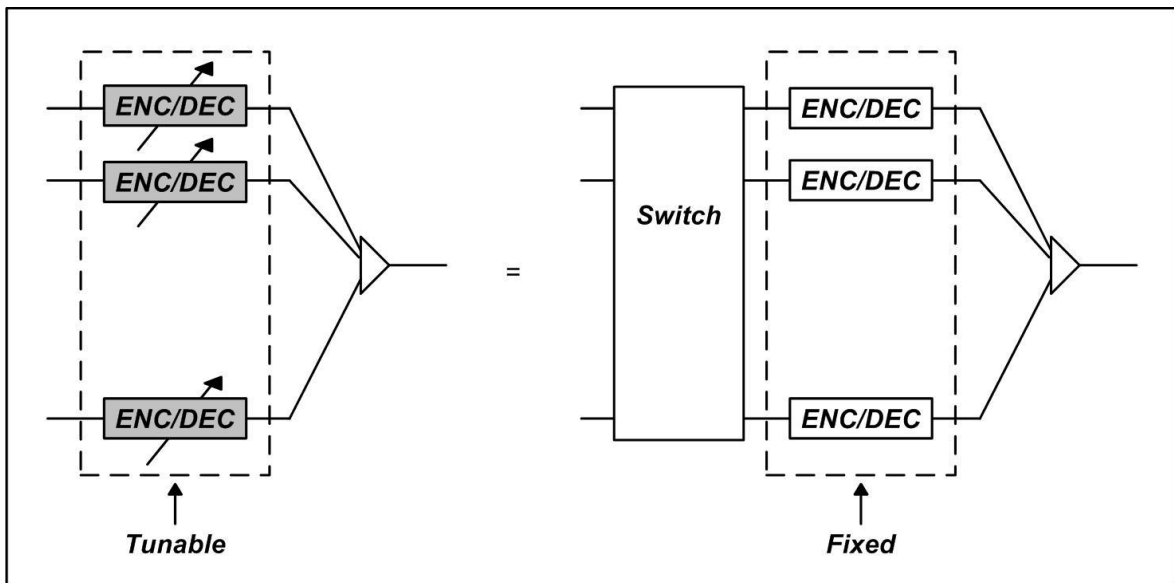 ENC/DEC
ENC/DEC
ENC/DEC
Tunable
=
Switch
ENC/DEC
ENC/DEC
ENC/DEC
Fixed